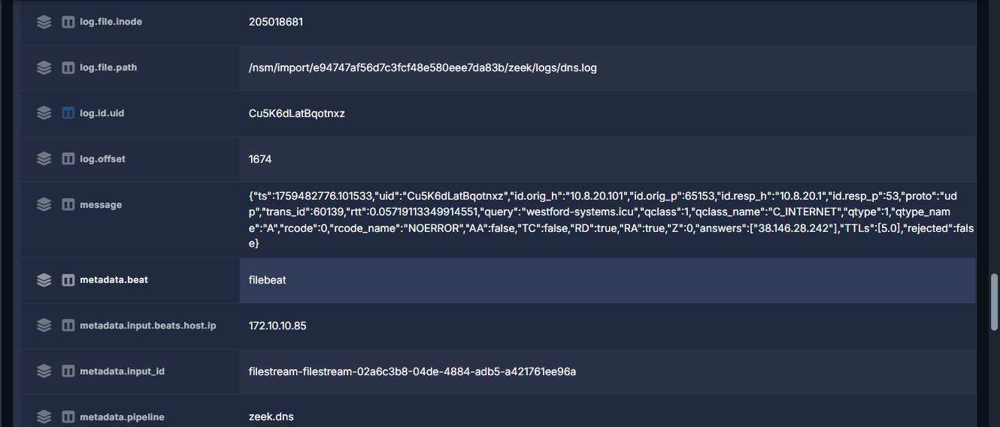 log.file.inode 205018681
log.file.path /nsm/import/e94747af56d7c3fcf48e580eee7da83b/zeek/logs/dns.log
log.id.uid Cu5K6dLatBqotnxz
log.offset 1674
message {"ts":1759482776.101533,"uid":"Cu5K6dLatBqotnxz","id.orig_h":"10.8.20.101","id.orig_p":65153,"id.resp_h":"10.8.20.1","id.resp_p":53,"proto":"ud
p","trans_id":60139,"rtt":0.05719113349914551,"query":"westford-systems.icu","qclass":1,"qclass_name":"C_INTERNET","qtype":1,"qtype_nam
e":"A","rcode":0,"rcode_name":"NOERROR","AA":false,"TC":false,"RD":true,"RA":true,"Z":0,"answers":["38.146.28.242"],"TTLs":[5.0],"rejected":fals
e}
metadata.beat filebeat
metadata.input.beats.host.ip 172.10.10.85
metadata.input_id filestream-filestream-02a6c3b8-04de-4884-adb5-a421761ee96a
metadata.pipeline zeek.dns